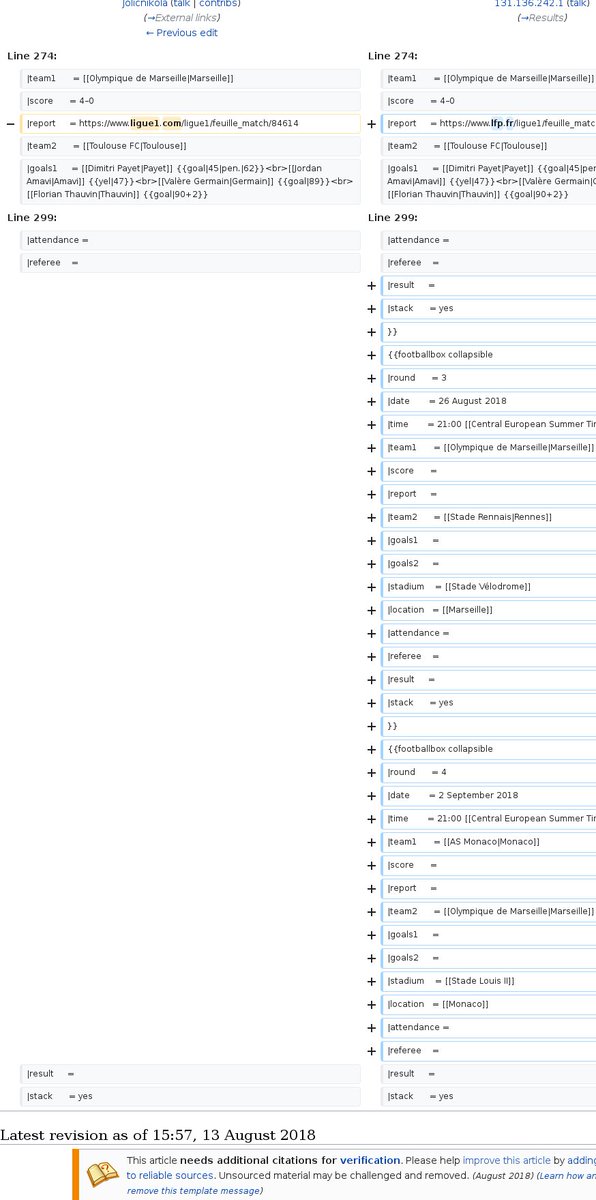 Jolicnikola (talk | contribs)
(→External links)
← Previous edit
131.136.242.1 (talk)
(→Results)
Line 274:
Line 274:
|team1 = [[Olympique de Marseille|Marseille]]
|team1 = [[Olympique de Marseille|Marseille]]
|score = 4–0
|score = 4–0
− |report = https://www.ligue1.com/ligue1/feuille_match/84614
+ |report = https://www.lfp.fr/ligue1/feuille_matc
|team2 = [[Toulouse FC|Toulouse]]
|team2 = [[Toulouse FC|Toulouse]]
|goals1 = [[Dimitri Payet|Payet]] {{goal|45|pen.|62}}<br>[[Jordan
Amavi|Amavi]] {{yel|47}}<br>[[Valère Germain|Germain]] {{goal|89}}<br>
[[Florian Thauvin|Thauvin]] {{goal|90+2}}
|goals1 = [[Dimitri Payet|Payet]] {{goal|45|pen
Amavi|Amavi]] {{yel|47}}<br>[[Valère Germain|G
[[Florian Thauvin|Thauvin]] {{goal|90+2}}
Line 299:
Line 299:
|attendance =
|attendance =
|referee =
|referee =
+ |result =
+ |stack = yes
+ }}
+ {{footballbox collapsible
+ |round = 3
+ |date = 26 August 2018
+ |time = 21:00 [[Central European Summer Tim
+ |team1 = [[Olympique de Marseille|Marseille]]
+ |score =
+ |report =
+ |team2 = [[Stade Rennais|Rennes]]
+ |goals1 =
+ |goals2 =
+ |stadium = [[Stade Vélodrome]]
+ |location = [[Marseille]]
+ |attendance =
+ |referee =
+ |result =
+ |stack = yes
+ }}
+ {{footballbox collapsible
+ |round = 4
+ |date = 2 September 2018
+ |time = 21:00 [[Central European Summer Tim
+ |team1 = [[AS Monaco|Monaco]]
+ |score =
+ |report =
+ |team2 = [[Olympique de Marseille|Marseille]]
+ |goals1 =
+ |goals2 =
+ |stadium = [[Stade Louis II]]
+ |location = [[Monaco]]
+ |attendance =
+ |referee =
|result =
|result =
|stack = yes
|stack = yes
Latest revision as of 15:57, 13 August 2018
This article needs additional citations for verification. Please help improve this article by adding
to reliable sources. Unsourced material may be challenged and removed. (August 2018) (Learn how an
remove this template message)